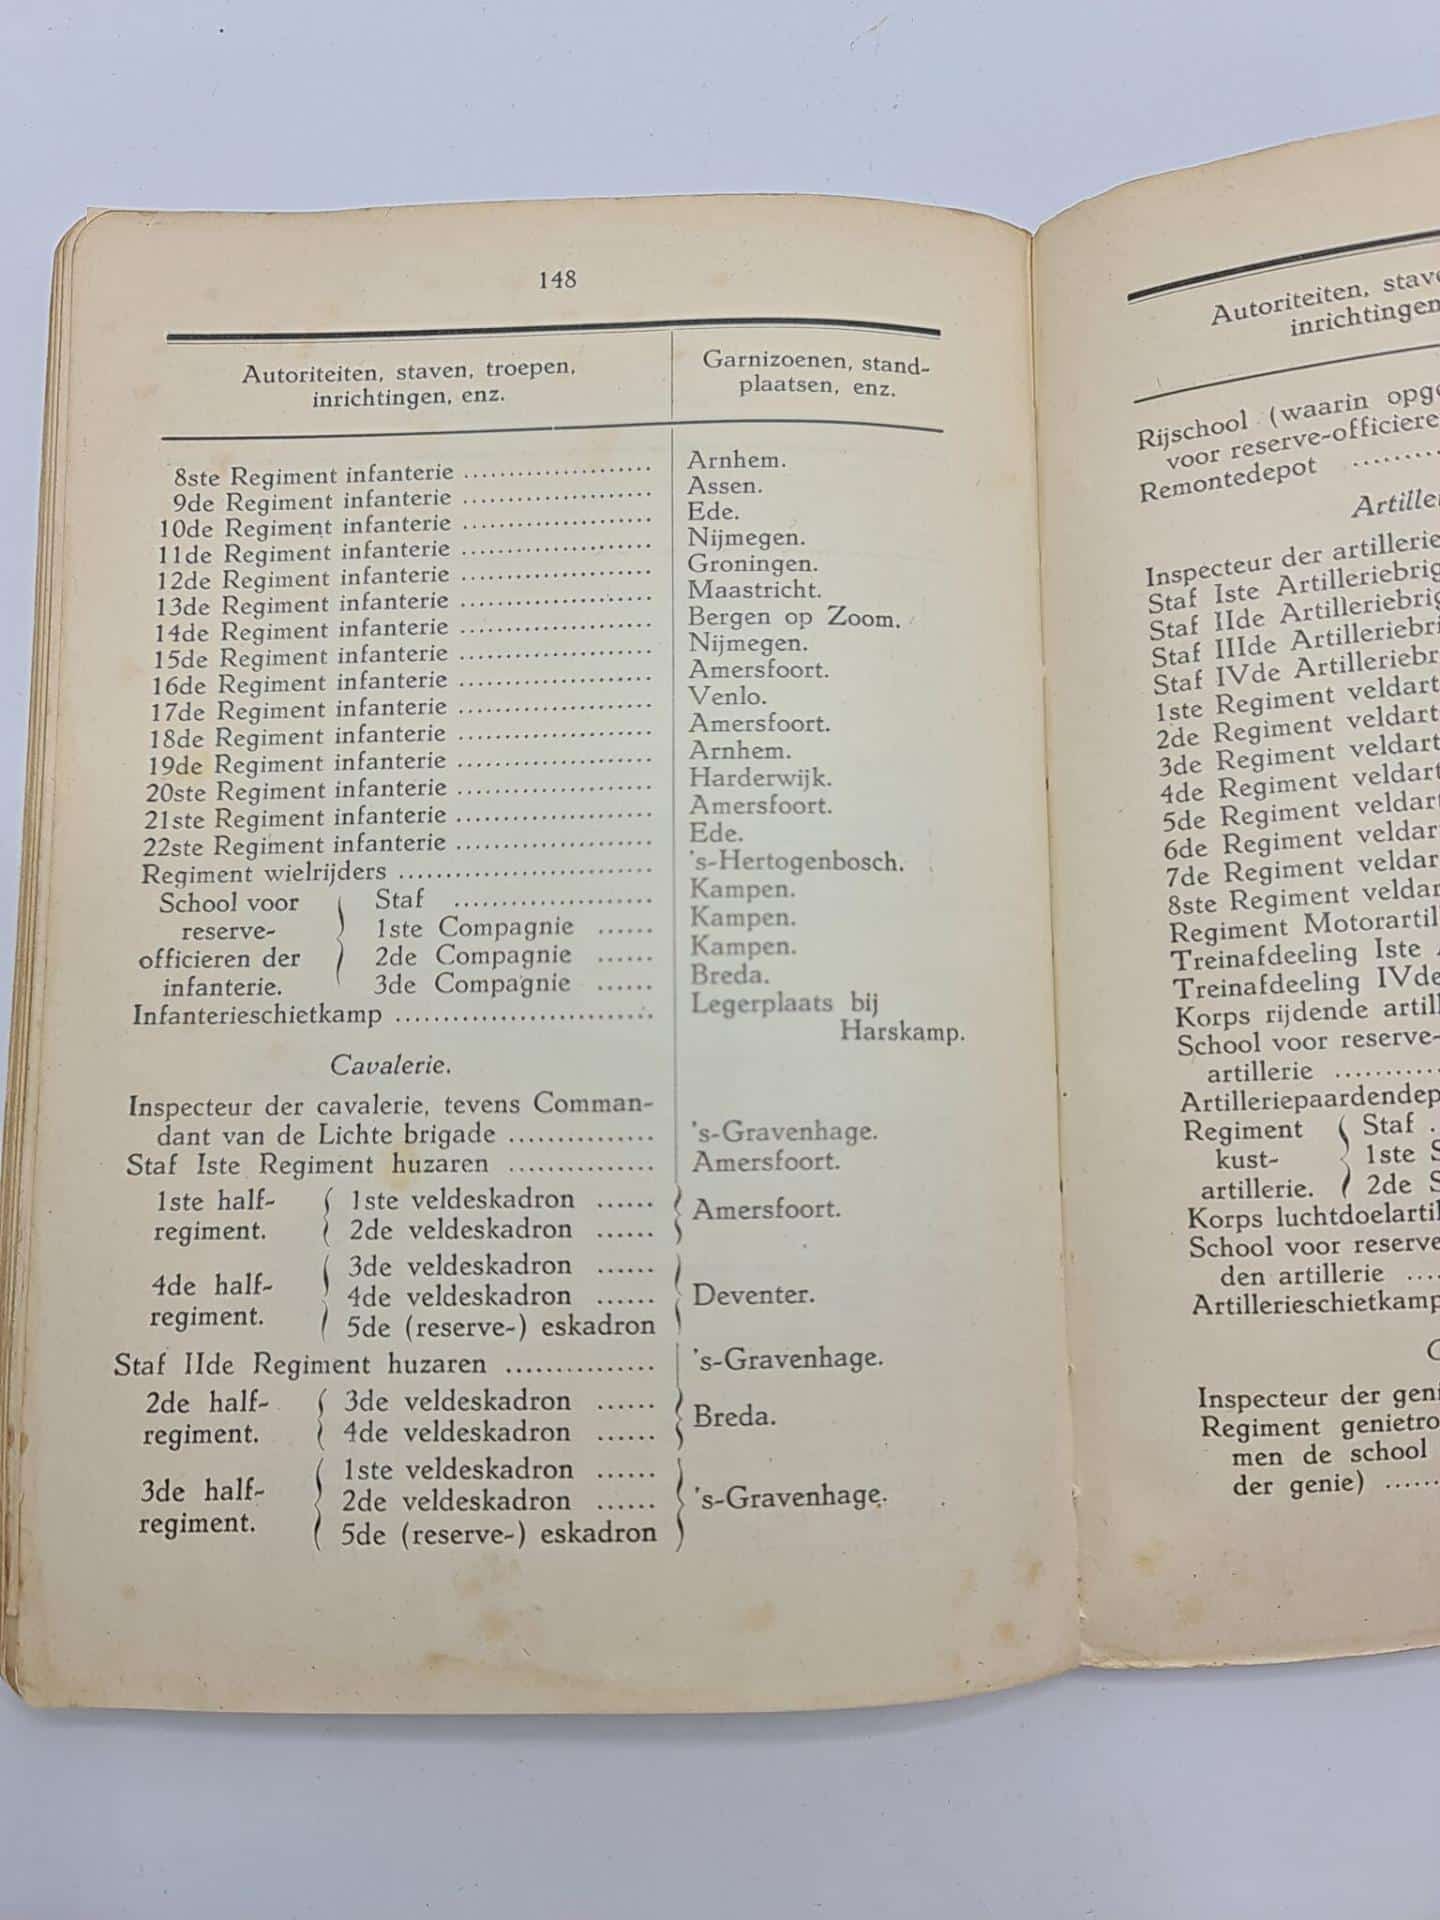 148
Autoriteiten, staven, troepen,
inrichtingen, enz.
Garnizoenen, stand-
plaatsen, enz.
8ste Regiment infanterie ..................... Arnhem.
9de Regiment infanterie ..................... Assen.
10de Regiment infanterie ..................... Ede.
11de Regiment infanterie ..................... Nijmegen.
12de Regiment infanterie ..................... Groningen.
13de Regiment infanterie ..................... Maastricht.
14de Regiment infanterie ..................... Bergen op Zoom.
15de Regiment infanterie ..................... Nijmegen.
16de Regiment infanterie ..................... Amersfoort.
17de Regiment infanterie ..................... Venlo.
18de Regiment infanterie ..................... Amersfoort.
19de Regiment infanterie ..................... Arnhem.
20ste Regiment infanterie ..................... Harderwijk.
21ste Regiment infanterie ..................... Amersfoort.
22ste Regiment infanterie ..................... Ede.
Regiment wielrijders ........................... 's-Hertogenbosch.
School voor
reserve-
officieren der
infanterie.
Staf ...................... Kampen.
1ste Compagnie ...... Kampen.
2de Compagnie ...... Kampen.
3de Compagnie ...... Breda.
Infanterieschietkamp ........................... Legerplaats bij
Harskamp.
Cavalerie.
Inspecteur der cavalerie, tevens Comman-
dant van de Lichte brigade ............... 's-Gravenhage.
Staf Iste Regiment huzaren ............... Amersfoort.
1ste half-
regiment.
1ste veldeskadron ......
2de veldeskadron ......
Amersfoort.
4de half-
regiment.
3de veldeskadron ......
4de veldeskadron ......
5de (reserve-) eskadron
Deventer.
Staf IIde Regiment huzaren ............... 's-Gravenhage.
2de half-
regiment.
3de veldeskadron ......
4de veldeskadron ......
Breda.
3de half-
regiment.
1ste veldeskadron ......
2de veldeskadron ......
5de (reserve-) eskadron
's-Gravenhage.
Autoriteiten,
inrichtingen
Rijschool (waarin
voor reserve-officiere
Remontedepot .........
Inspecteur der artillerie
Staf Iste Artilleriebrig
Staf IIde Artilleriebrig
Staf IIIde Artilleriebri
Staf IVde Artilleriebr
1ste Regiment veldart
2de Regiment veldart
3de Regiment veldart
4de Regiment veldart
5de Regiment veldart
6de Regiment veldar
7de Regiment veldar
8ste Regiment veldar
Regiment Motorartil
Treinafdeeling Iste
Treinafdeeling IVde
Korps rijdende artill
School voor reserve-
artillerie ..........
Artilleriepaardendep
Regiment
kust-
artillerie.
Staf .
1ste S
2de S
Korps luchtdoelartil
School voor reserve
den artillerie ....
Artillerieschietkamp
Inspecteur der geni
Regiment genietro
men de school
der genie) ......